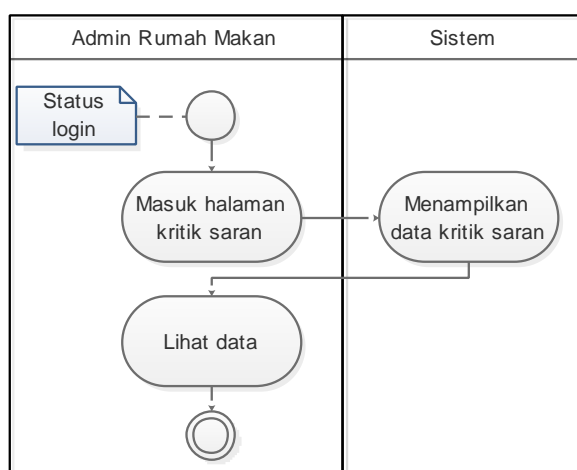 Admin Rumah Makan
Sistem
Status
login
Masuk halaman
kritik saran
Menampilkan
data kritik saran
Lihat data